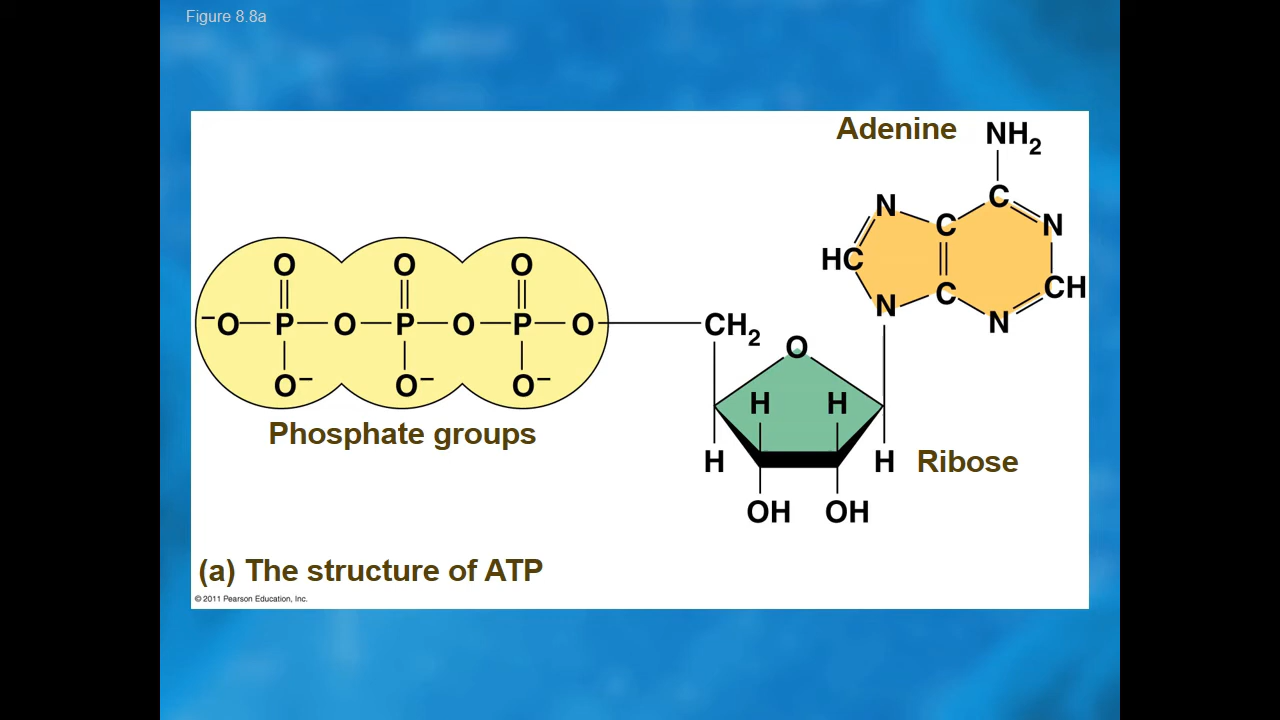 Figure 8.8a
Adenine
NH2
N
C
C
N
HC
CH
N
C
N
O
O
O
−O
P
O
P
O
P
O
CH2
O
O−
O−
O−
H
H
Phosphate groups
H
H
Ribose
OH
OH
(a) The structure of ATP
© 2011 Pearson Education, Inc.